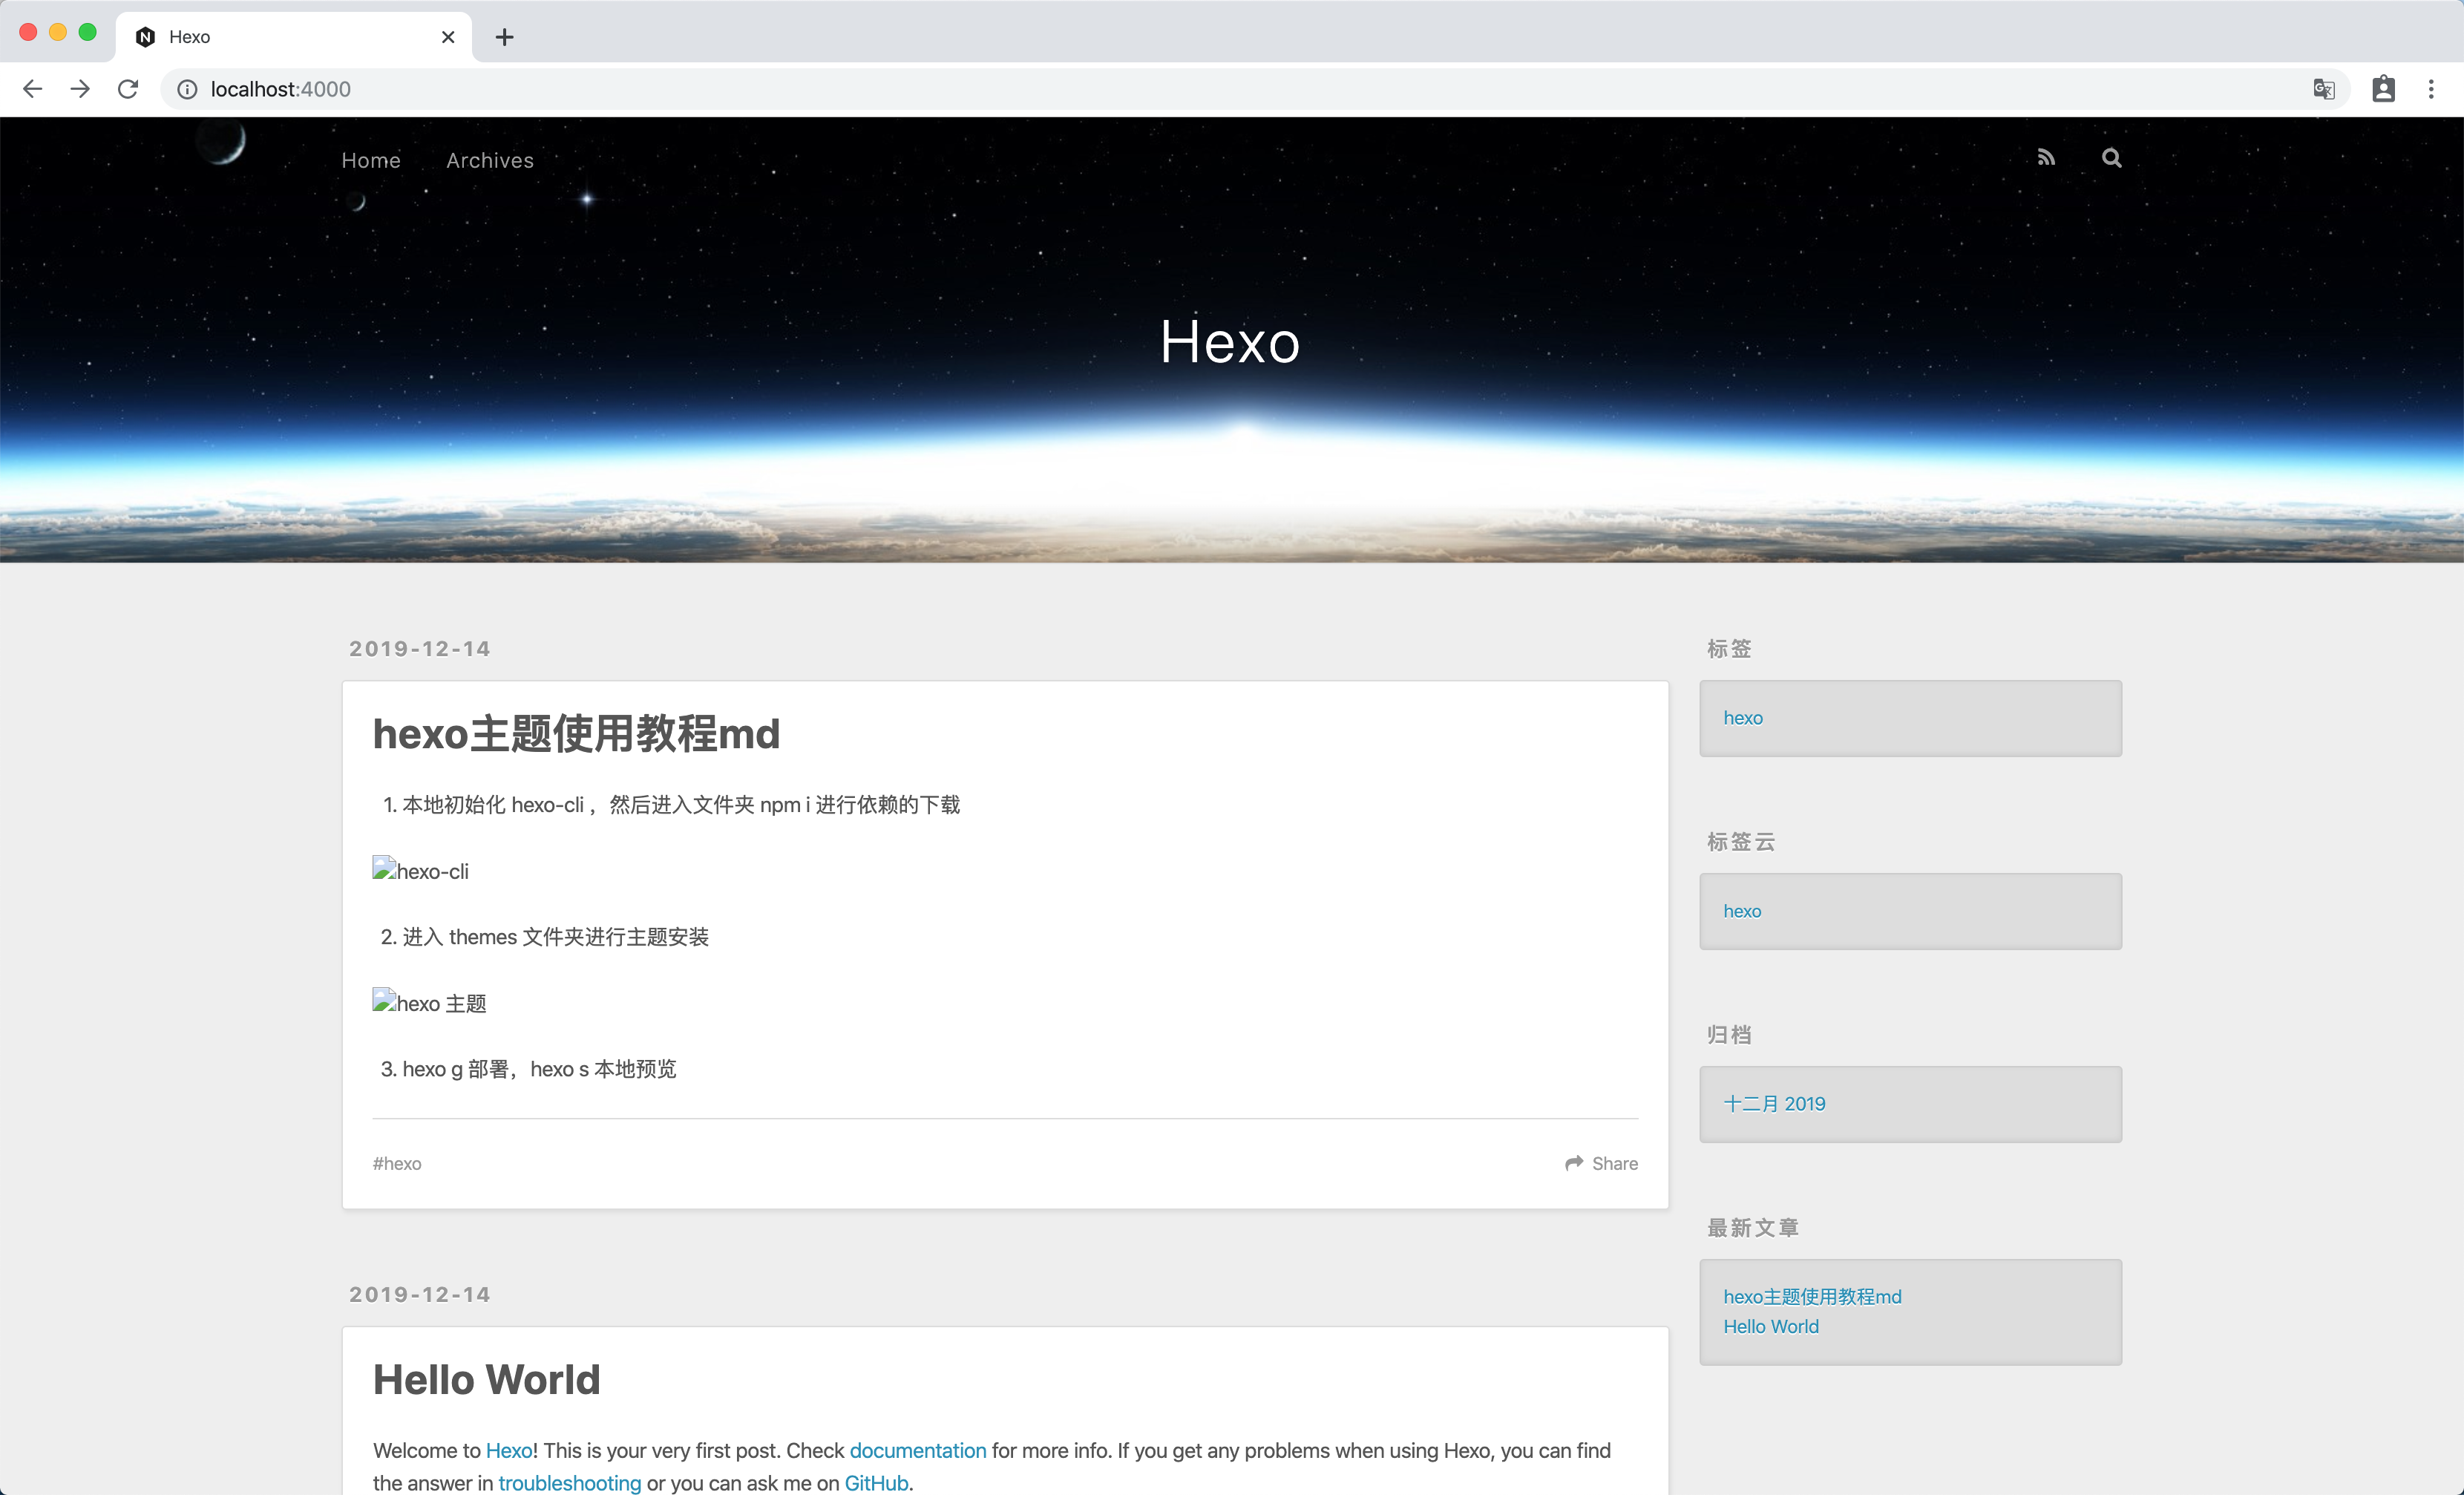 Hexo
localhost:4000
Home Archives
Hexo
2019-12-14
hexo主题使用教程md
1. 本地初始化 hexo-cli ，然后进入文件夹 npm i 进行依赖的下载
hexo-cli
2. 进入 themes 文件夹进行主题安装
hexo 主题
3. hexo g 部署，hexo s 本地预览
#hexo
Share
2019-12-14
Hello World
Welcome to Hexo! This is your very first post. Check documentation for more info. If you get any problems when using Hexo, you can find
the answer in troubleshooting or you can ask me on GitHub.
标签
hexo
标签云
hexo
归档
十二月 2019
最新文章
hexo主题使用教程md
Hello World